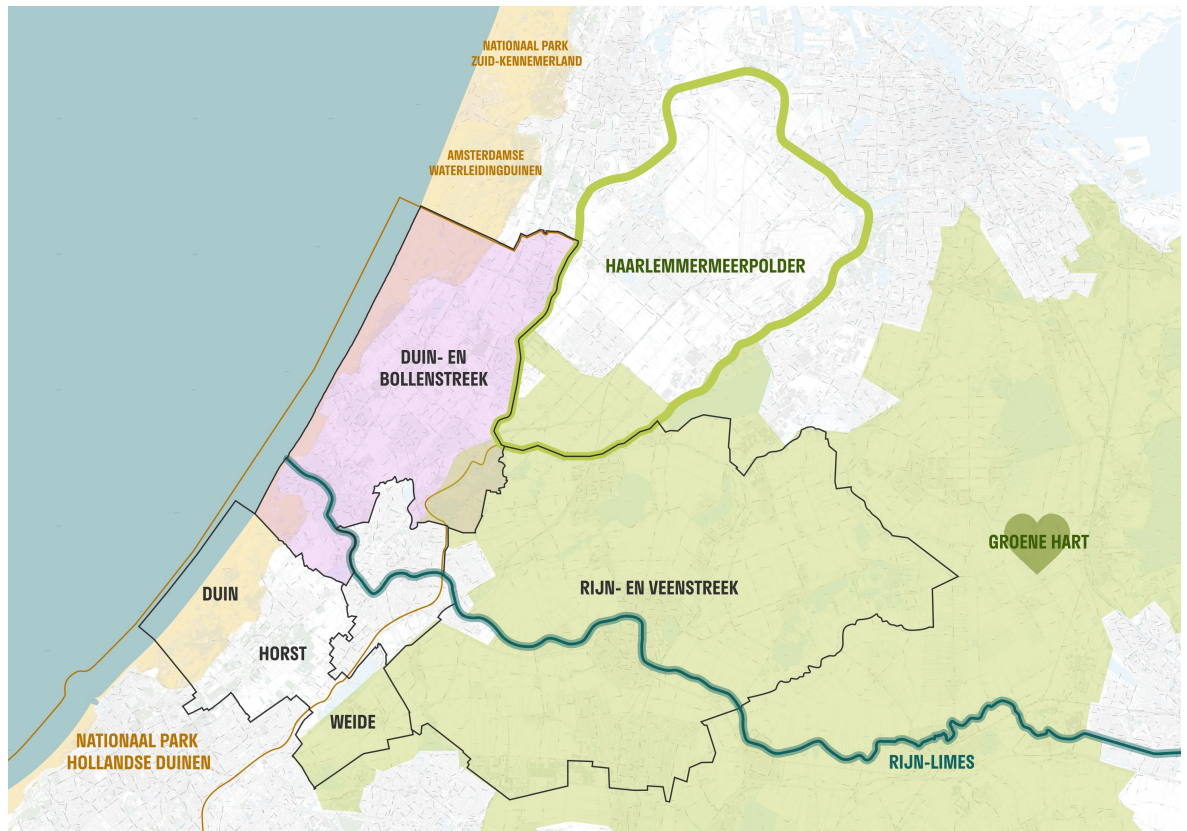 NATIONAAL PARK
ZUID-KENNEMERLAND
AMSTERDAMSE
WATERLEIDINGDUINEN
HAARLEMMERMEERPOLDER
DUIN- EN
BOLLENSTREEK
GROENE HART
DUIN
RIJN- EN VEENSTREEK
HORST
WEIDE
NATIONAAL PARK
HOLLANDSE DUINEN
RIJN-LIMES